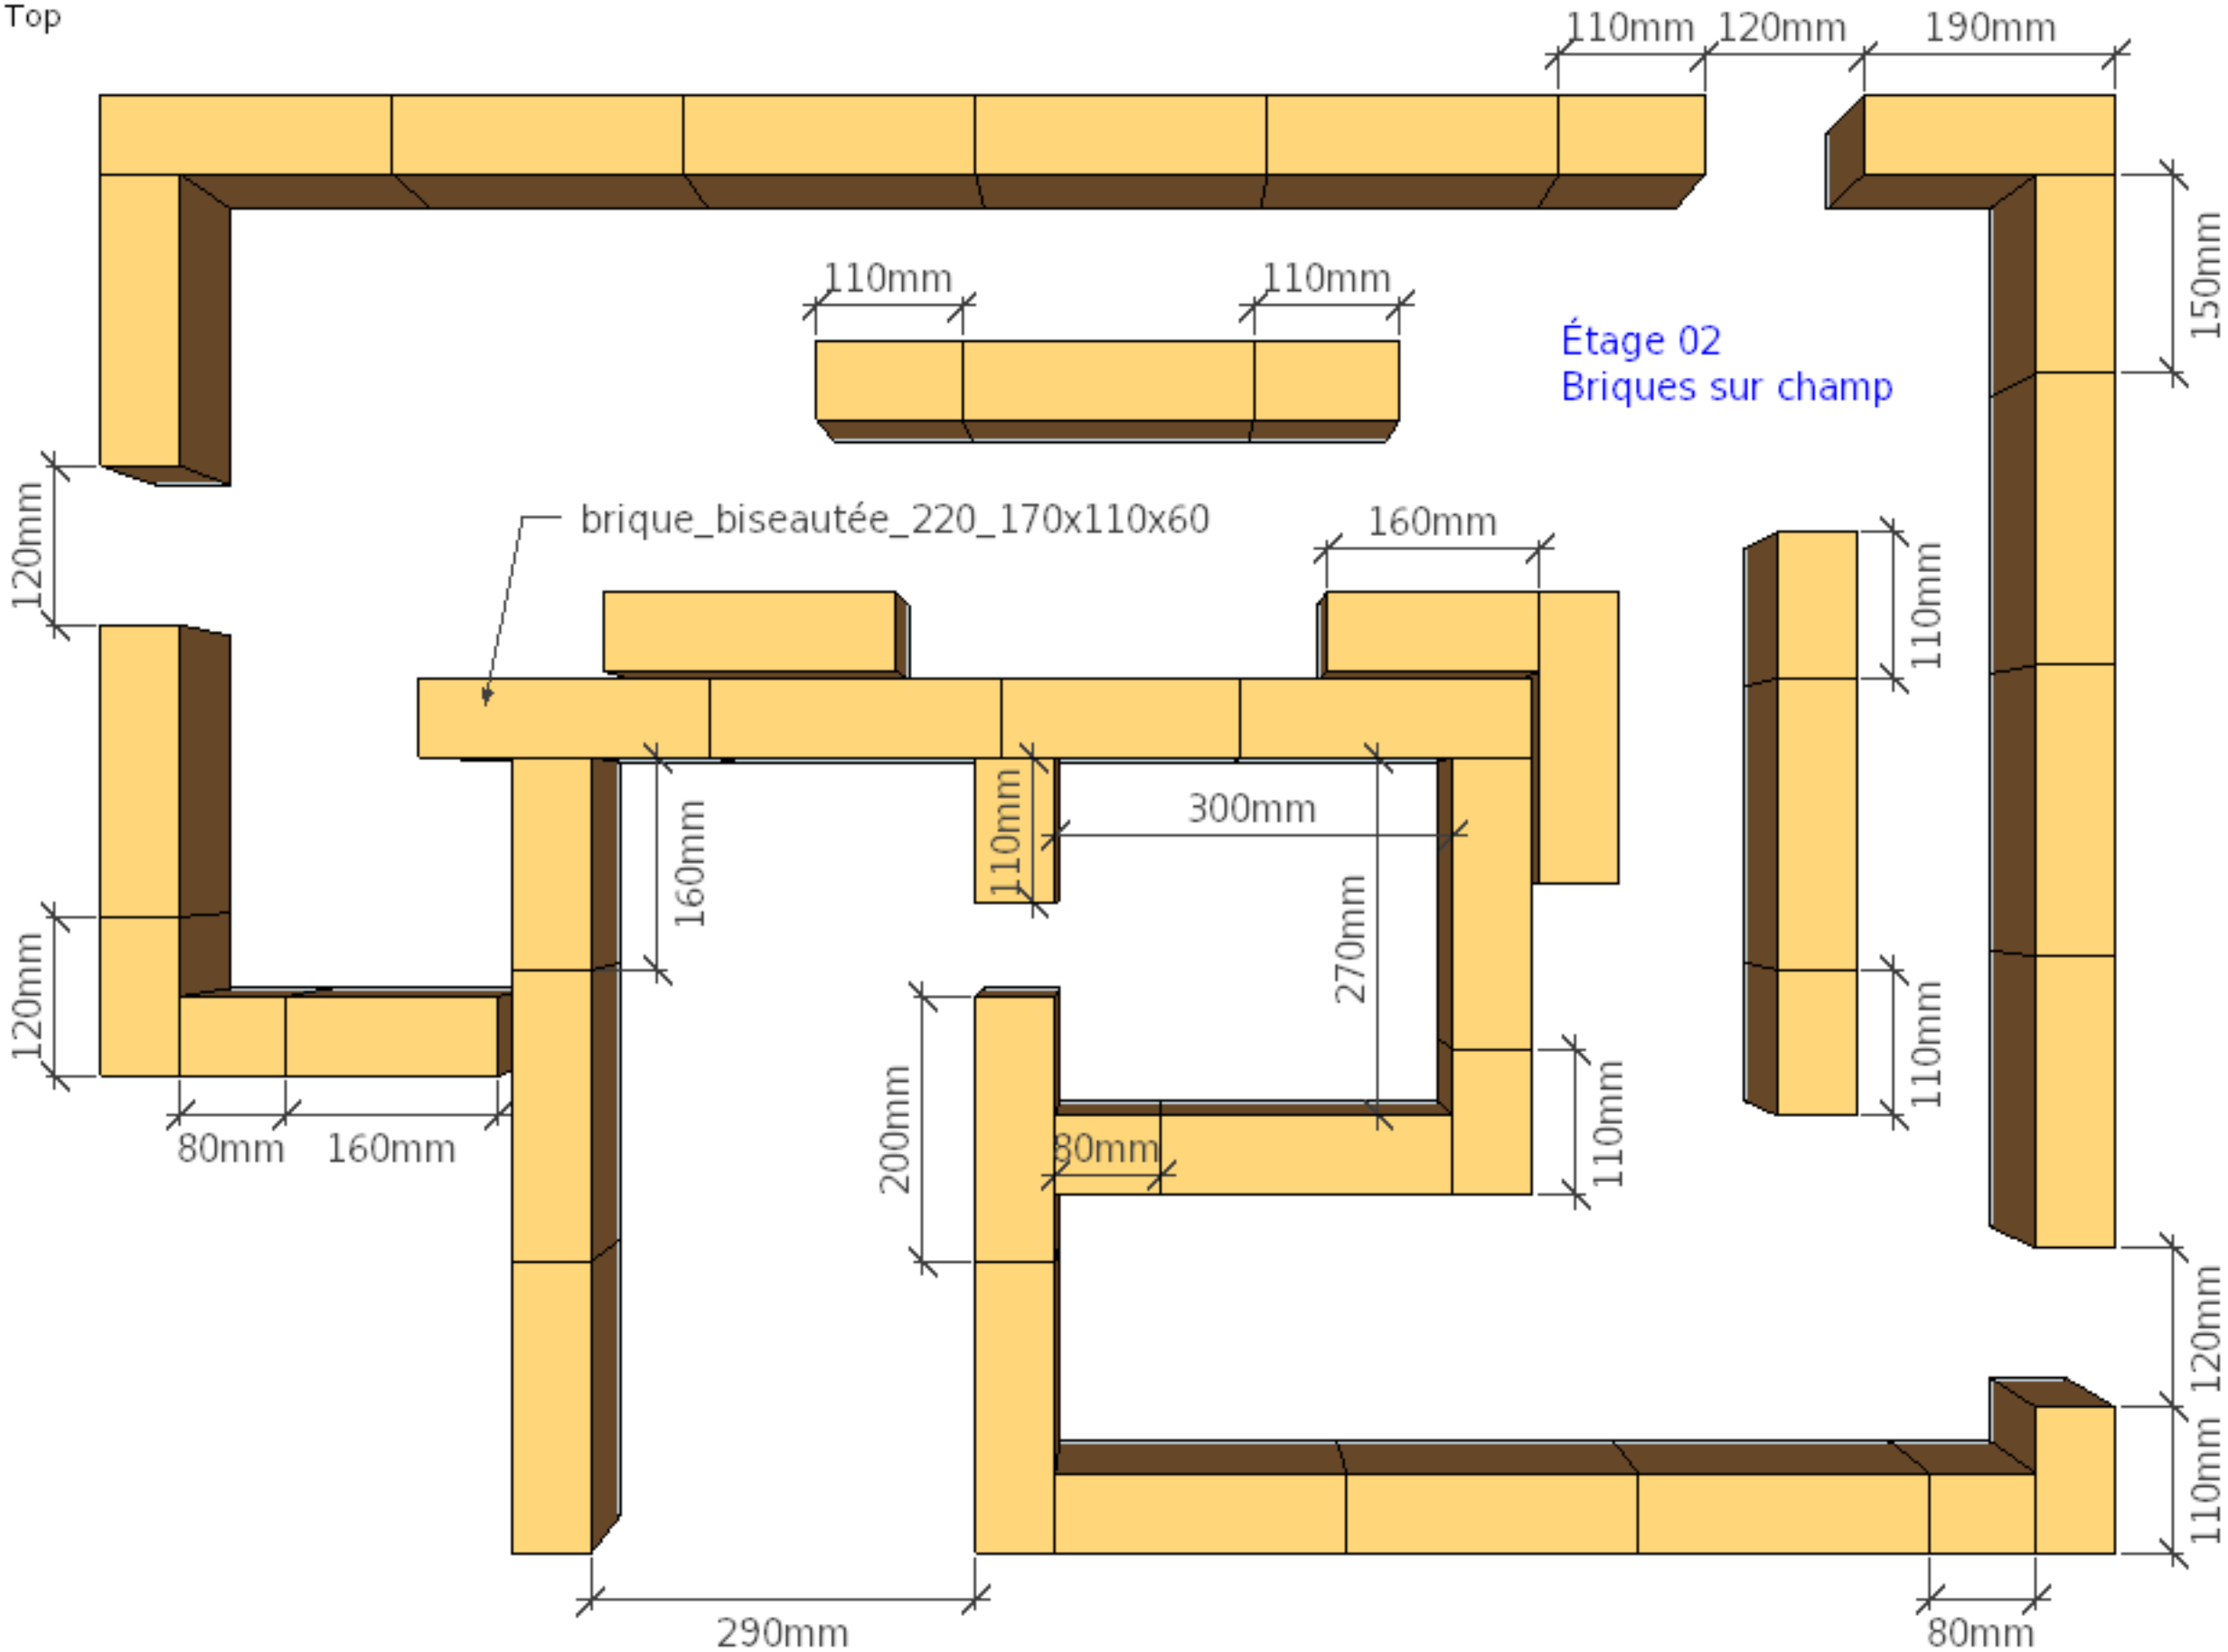 Top
110mm 120mm 190mm
150mm
110mm 110mm
Étage 02
Briques sur champ
120mm
brique_biseautée_220_170x110x60
160mm
110mm
110mm
300mm
160mm
270mm
120mm
110mm
80mm 160mm
200mm
80mm
110mm
120mm
110mm
290mm
80mm